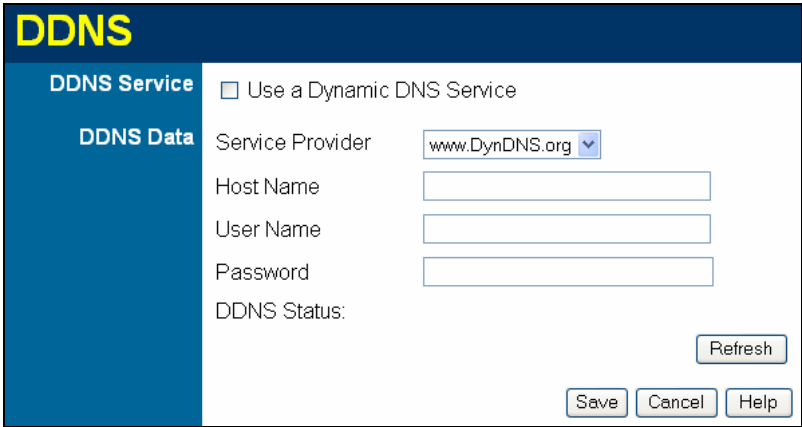 DDNS
DDNS Service
Use a Dynamic DNS Service
DDNS Data
Service Provider www.DynDNS.org
Host Name
User Name
Password
DDNS Status:
Refresh
Save Cancel Help